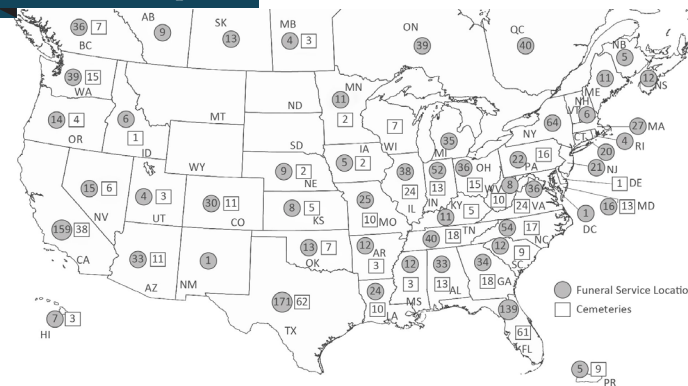 AB
SK
MB
ON
QC
36 7
BC
9
13
4 3
39
40
NB
5
12 NS
39 15
WA
11
ME
NH
VT
6
14 4
OR
6
1
ID
MT
ND
MN
11
2
7
WI
35
MI
64
NY
CT
27 MA
4
RI
20
SD
WY
IA
5 2
9 2
NE
38
24
IL
52
13
IN
36 OH
15
22 16
PA
21 NJ
1 DE
16 13 MD
1
DC
WV
8
10
36
24 VA
15 6
NV
4 3
UT
30 11
CO
8 5
KS
25
10 MO
KY
11
5
159 38
CA
33 11
AZ
1
NM
13 7
OK
12
AR
3
40 18 TN
54 17
NC
12
9
SC
12
3
MS
33
13
AL
34
18 GA
171 62
TX
24
10
LA
139
61
FL
7 3
HI
5 9
PR
Funeral Service Locatio
Cemeteries